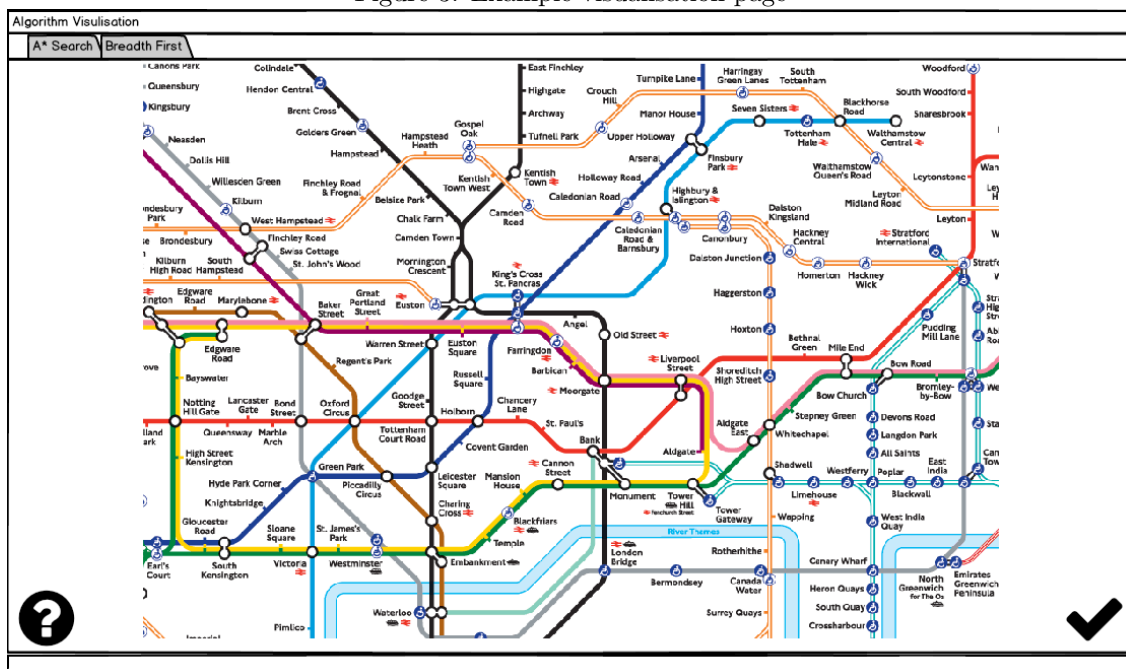 Algorithm Visulisation
A* Search
Breadth First
Canons Park
Queensbury
Kingsbury
Neasden
Dollis Hill
Willesden Green
Kilburn
West Hampstead
Finchley Road
Swiss Cottage
St. John's Wood
Colindale
Hendon Central
Brent Cross
Golders Green
Hampstead
Hampstead
Heath
Finchley Road
& Frognal
Belsize Park
Chalk Farm
Camden Town
Mornington
Crescent
Gospel
Oak
Kentish
Town West
East Finchley
Highgate
Archway
Tufnell Park
Kentish
Town
Camden
Road
Crouch
Hill
Upper Holloway
Turnpike Lane
Manor House
Arsenal
Holloway Road
Caledonian Road
Finsbury
Park
Highbury &
Islington
Caledonian
Road &
Barnsbury
Canonbury
Harringay
Green Lanes
South
Tottenham
Seven Sisters
Tottenham
Hale
Blackhorse
Road
Walthamstow
Central
Walthamstow
Queen's Road
Leyton
Midland Road
Woodford
South Woodford
Snaresbrook
Leytonstone
Leyton
Stratford
International
Dalston
Kingsland
Hackney
Central
Homerton
Hackney
Wick
Dalston Junction
Haggerston
Hoxton
Shoreditch
High Street
Pudding
Mill Lane
Brondesbury
Kilburn
High Road
South
Hampstead
Edgware
Road
Marylebone
Edgware
Road
Baker
Street
Great
Portland
Street
Euston
King's Cross
St. Pancras
Warren Street
Euston
Square
Regent's Park
Russell
Square
Farringdon
Barbican
Moorgate
Angel
Old Street
Liverpool
Street
Bethnal
Green
Mile End
Bow Road
Bow Church
Bromley-
by-Bow
Bayswater
Notting
Hill Gate
Lancaster
Gate
Bond
Street
Oxford
Circus
Queensway
Marble
Arch
Goodge
Street
Tottenham
Court Road
Holborn
Chancery
Lane
St. Paul's
Covent Garden
Bank
Aldgate
East
Aldgate
Stepney Green
Whitechapel
Devons Road
Langdon Park
All Saints
High Street
Kensington
Green Park
Hyde Park Corner
Knightsbridge
Piccadilly
Circus
Leicester
Square
Mansion
House
Cannon
Street
Monument
Tower
Hill
Fenchurch Street
Tower
Gateway
Shadwell
Limehouse
Westferry
Poplar
East
India
Blackwall
Gloucester
Road
Sloane
Square
St. James's
Park
Charing
Cross
Blackfriars
Temple
Embankment
Earl's
Court
South
Kensington
Victoria
Westminster
Waterloo
Pimlico
River Thames
London
Bridge
Bermondsey
Wapping
Rotherhithe
Canada
Water
Surrey Quays
West India
Quay
Canary Wharf
Heron Quays
South Quay
Crossharbour
North
Greenwich
for The O2
Emirates
Greenwich
Peninsula
?